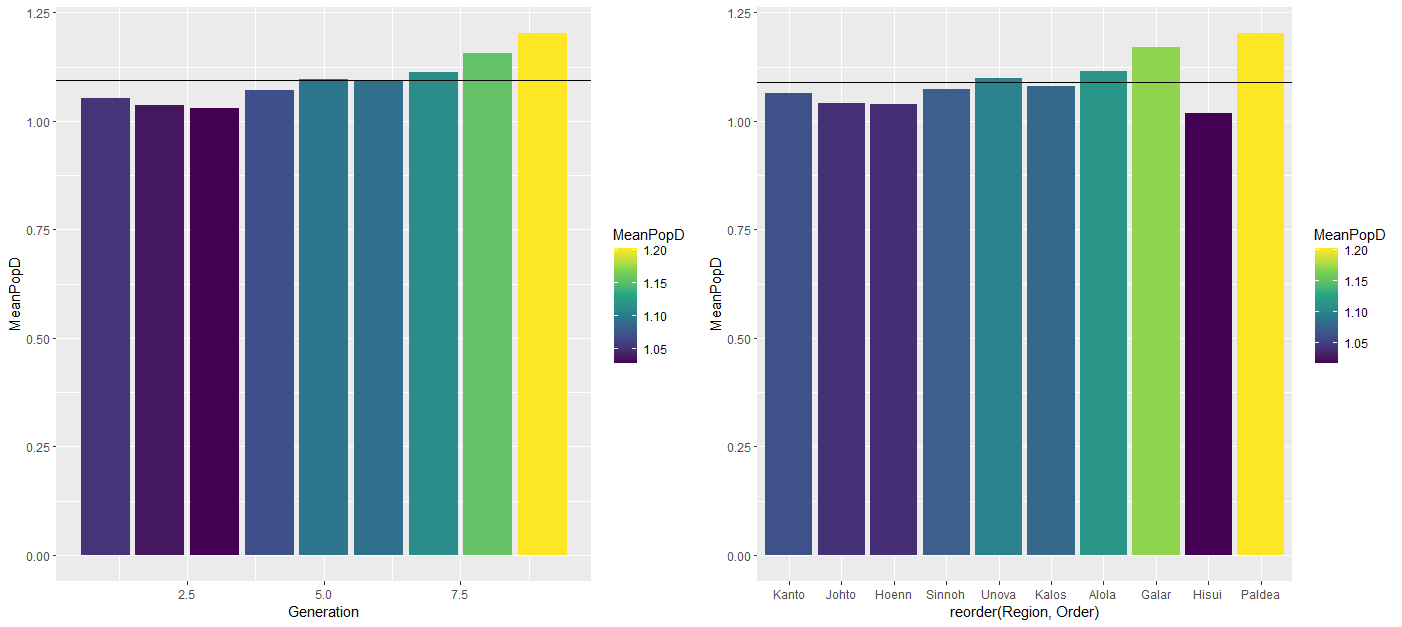 1.25
1.00
0.75
0.50
0.25
0.00
MeanPopD
2.5 5.0 7.5
Generation
MeanPopD
1.20
1.15
1.10
1.05
1.25
1.00
0.75
0.50
0.25
0.00
MeanPopD
Kanto Johto Hoenn Sinnoh Unova Kalos Alola Galar Hisui Paldea
reorder(Region, Order)
MeanPopD
1.20
1.15
1.10
1.05